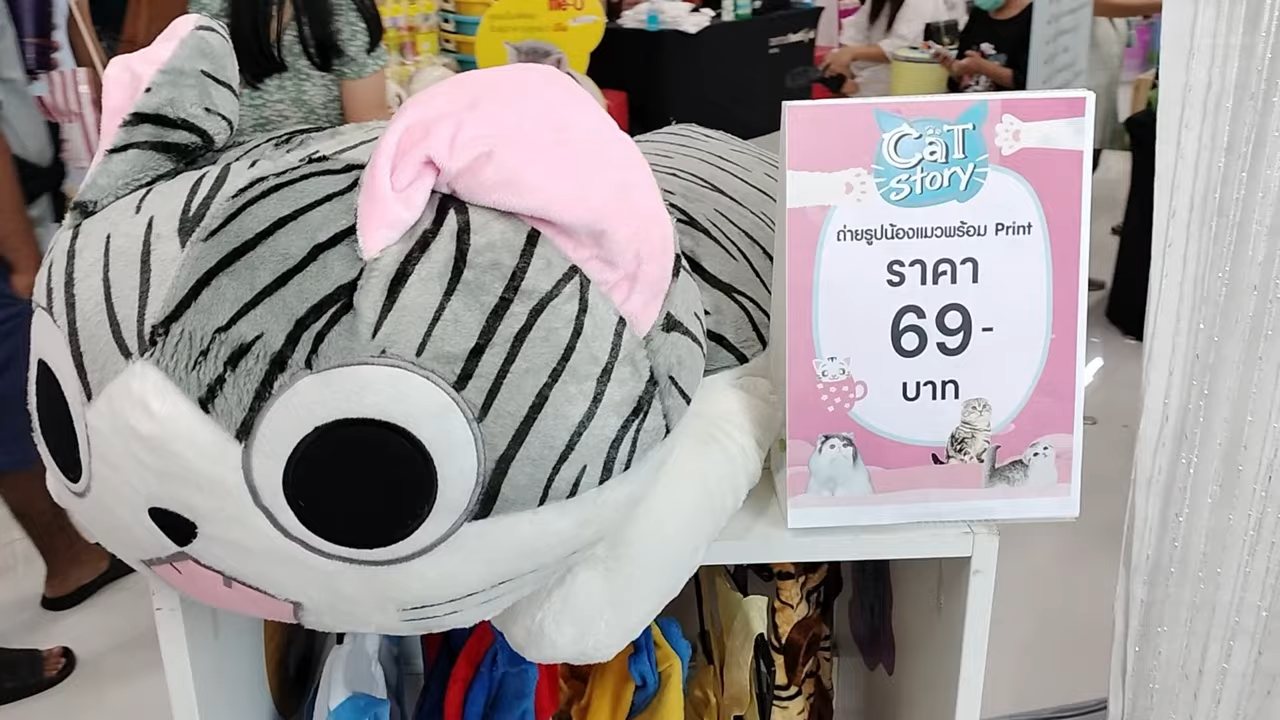 me-o
CaT
Story
ถ่ายรูปน้องแมวพร้อม Print
ราคา
69-
บาท